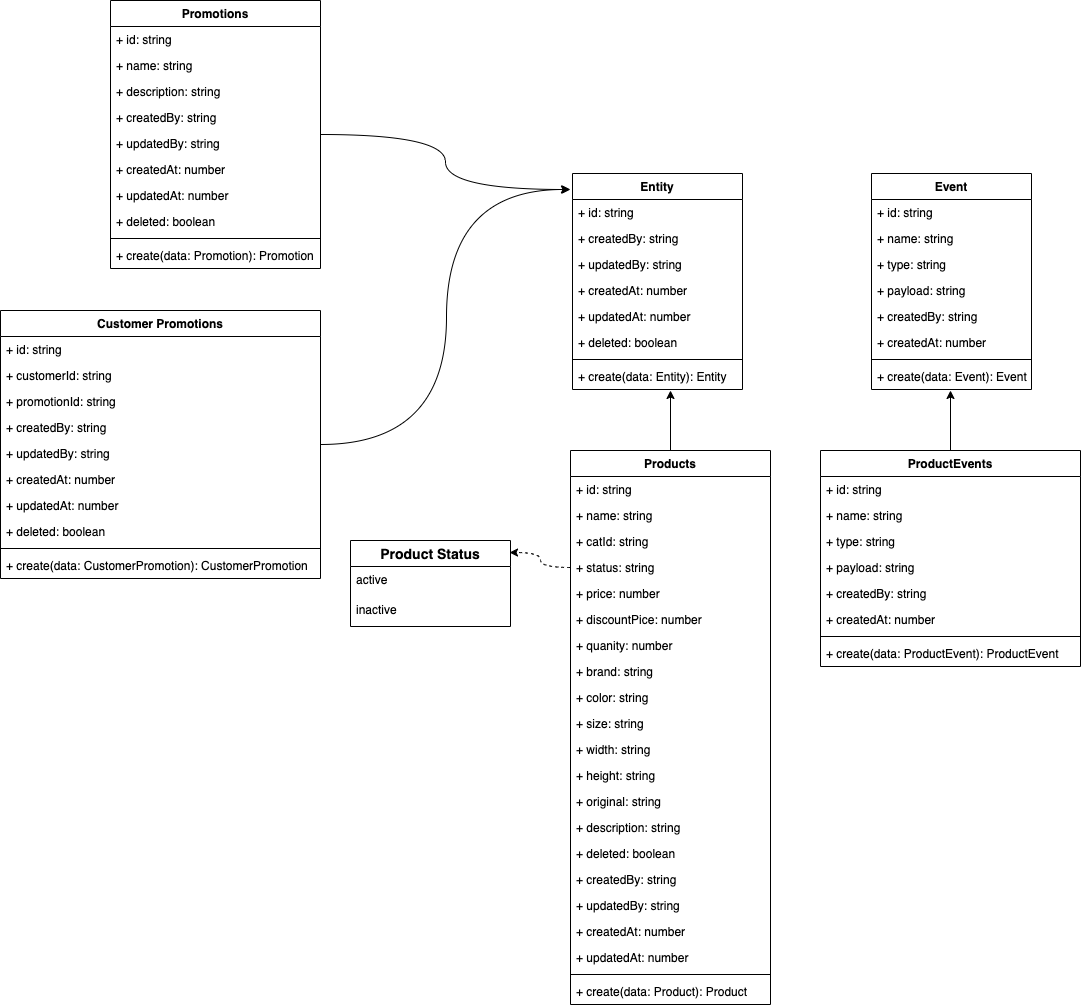 Promotions
+ id: string
+ name: string
+ description: string
+ createdBy: string
+ updatedBy: string
+ createdAt: number
+ updatedAt: number
+ deleted: boolean
+ create(data: Promotion): Promotion
Customer Promotions
+ id: string
+ customerId: string
+ promotionId: string
+ createdBy: string
+ updatedBy: string
+ createdAt: number
+ updatedAt: number
+ deleted: boolean
+ create(data: CustomerPromotion): CustomerPromotion
Entity
+ id: string
+ createdBy: string
+ updatedBy: string
+ createdAt: number
+ updatedAt: number
+ deleted: boolean
+ create(data: Entity): Entity
Event
+ id: string
+ name: string
+ type: string
+ payload: string
+ createdBy: string
+ createdAt: number
+ create(data: Event): Event
Product Status
active
inactive
Products
+ id: string
+ name: string
+ catId: string
+ status: string
+ price: number
+ discountPice: number
+ quanity: number
+ brand: string
+ color: string
+ size: string
+ width: string
+ height: string
+ original: string
+ description: string
+ deleted: boolean
+ createdBy: string
+ updatedBy: string
+ createdAt: number
+ updatedAt: number
+ create(data: Product): Product
ProductEvents
+ id: string
+ name: string
+ type: string
+ payload: string
+ createdBy: string
+ createdAt: number
+ create(data: ProductEvent): ProductEvent